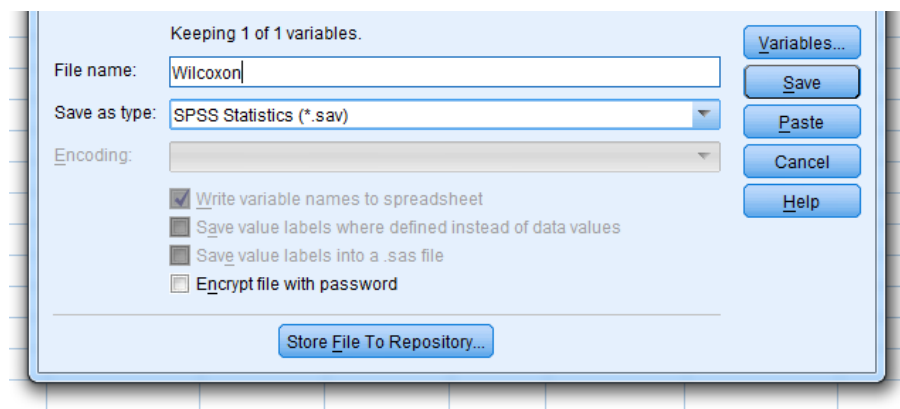 Keeping 1 of 1 variables.
Variables...
File name: Wilcoxon
Save
Save as type: SPSS Statistics (*.sav)
Paste
Encoding:
Cancel
Write variable names to spreadsheet
Help
Save value labels where defined instead of data values
Save value labels into a .sas file
Encrypt file with password
Store File To Repository...